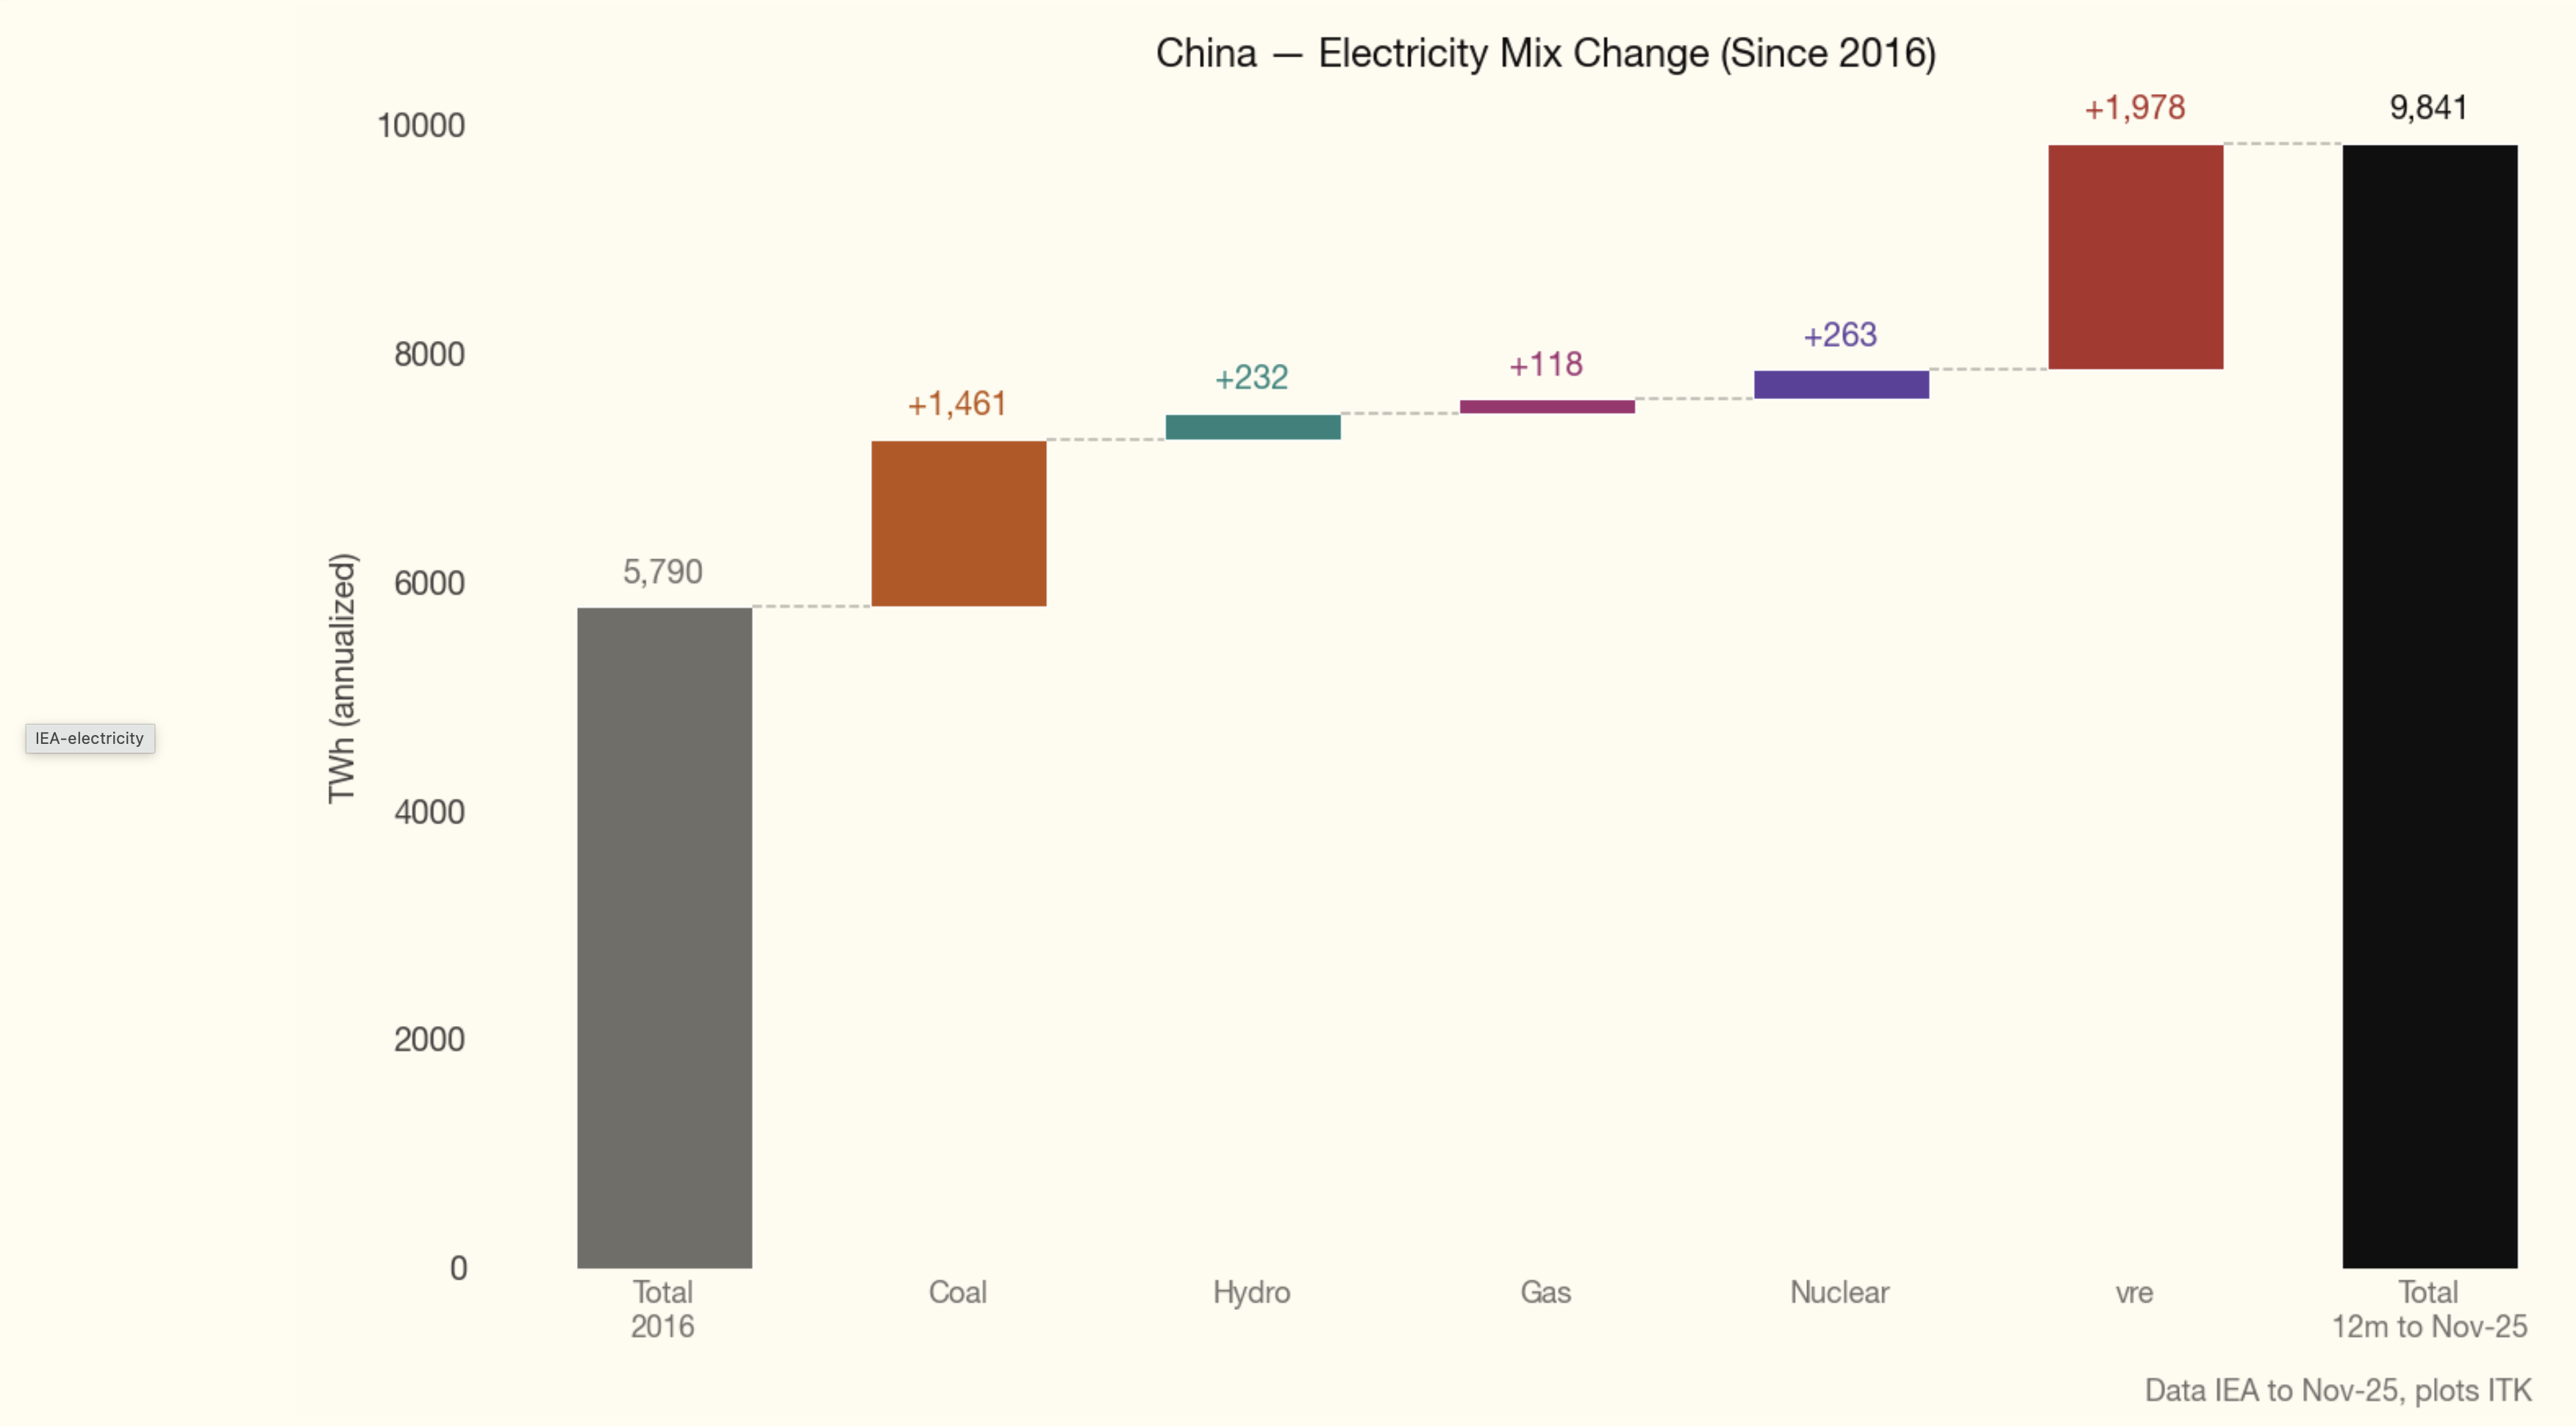 China — Electricity Mix Change (Since 2016)
10000
8000
6000
4000
2000
0
TWh (annualized)
5,790
+1,461
+232
+118
+263
+1,978
9,841
Total
2016
Coal
Hydro
Gas
Nuclear
vre
Total
12m to Nov-25
IEA-electricity
Data IEA to Nov-25, plots ITK